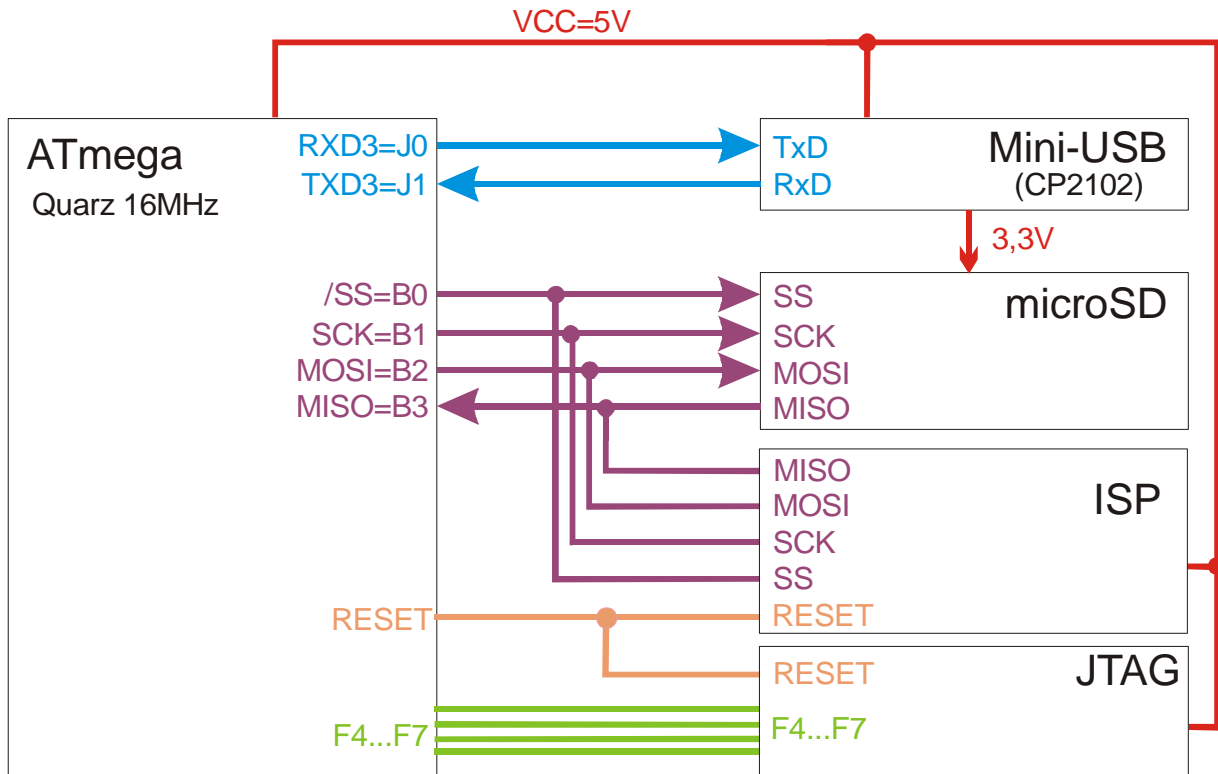 VCC=5V
ATmega
Quarz 16MHz
RXD3=J0
TXD3=J1
/SS=B0
SCK=B1
MOSI=B2
MISO=B3
RESET
F4...F7
Mini-USB
(CP2102)
TxD
RxD
3,3V
microSD
SS
SCK
MOSI
MISO
ISP
MISO
MOSI
SCK
SS
RESET
JTAG
RESET
F4...F7